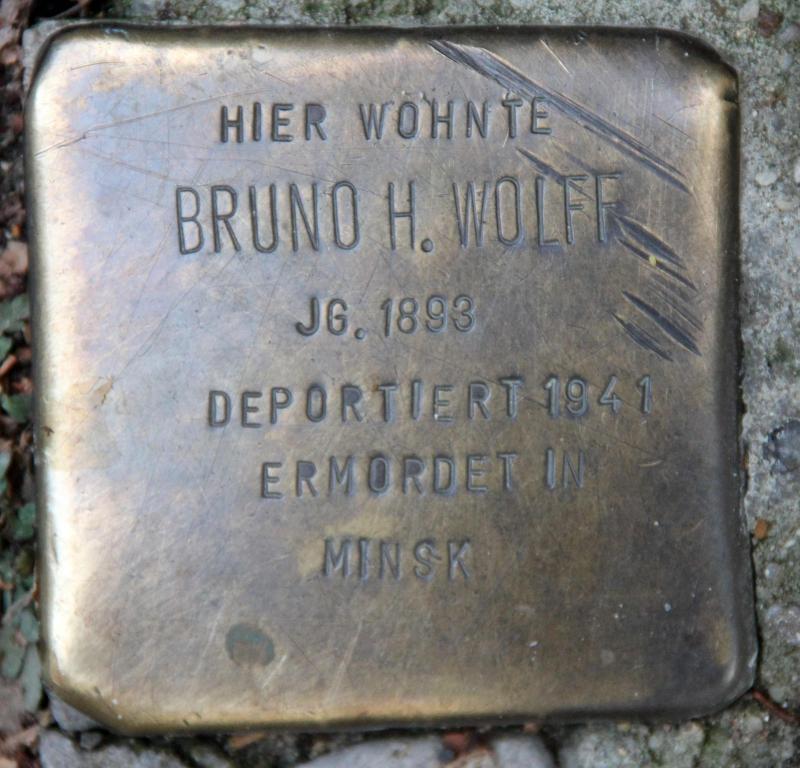 HIER WOHNTE
BRUNO H. WOLFF
JG. 1893
DEPORTIERT 1941
ERMORDET IN
MINSK